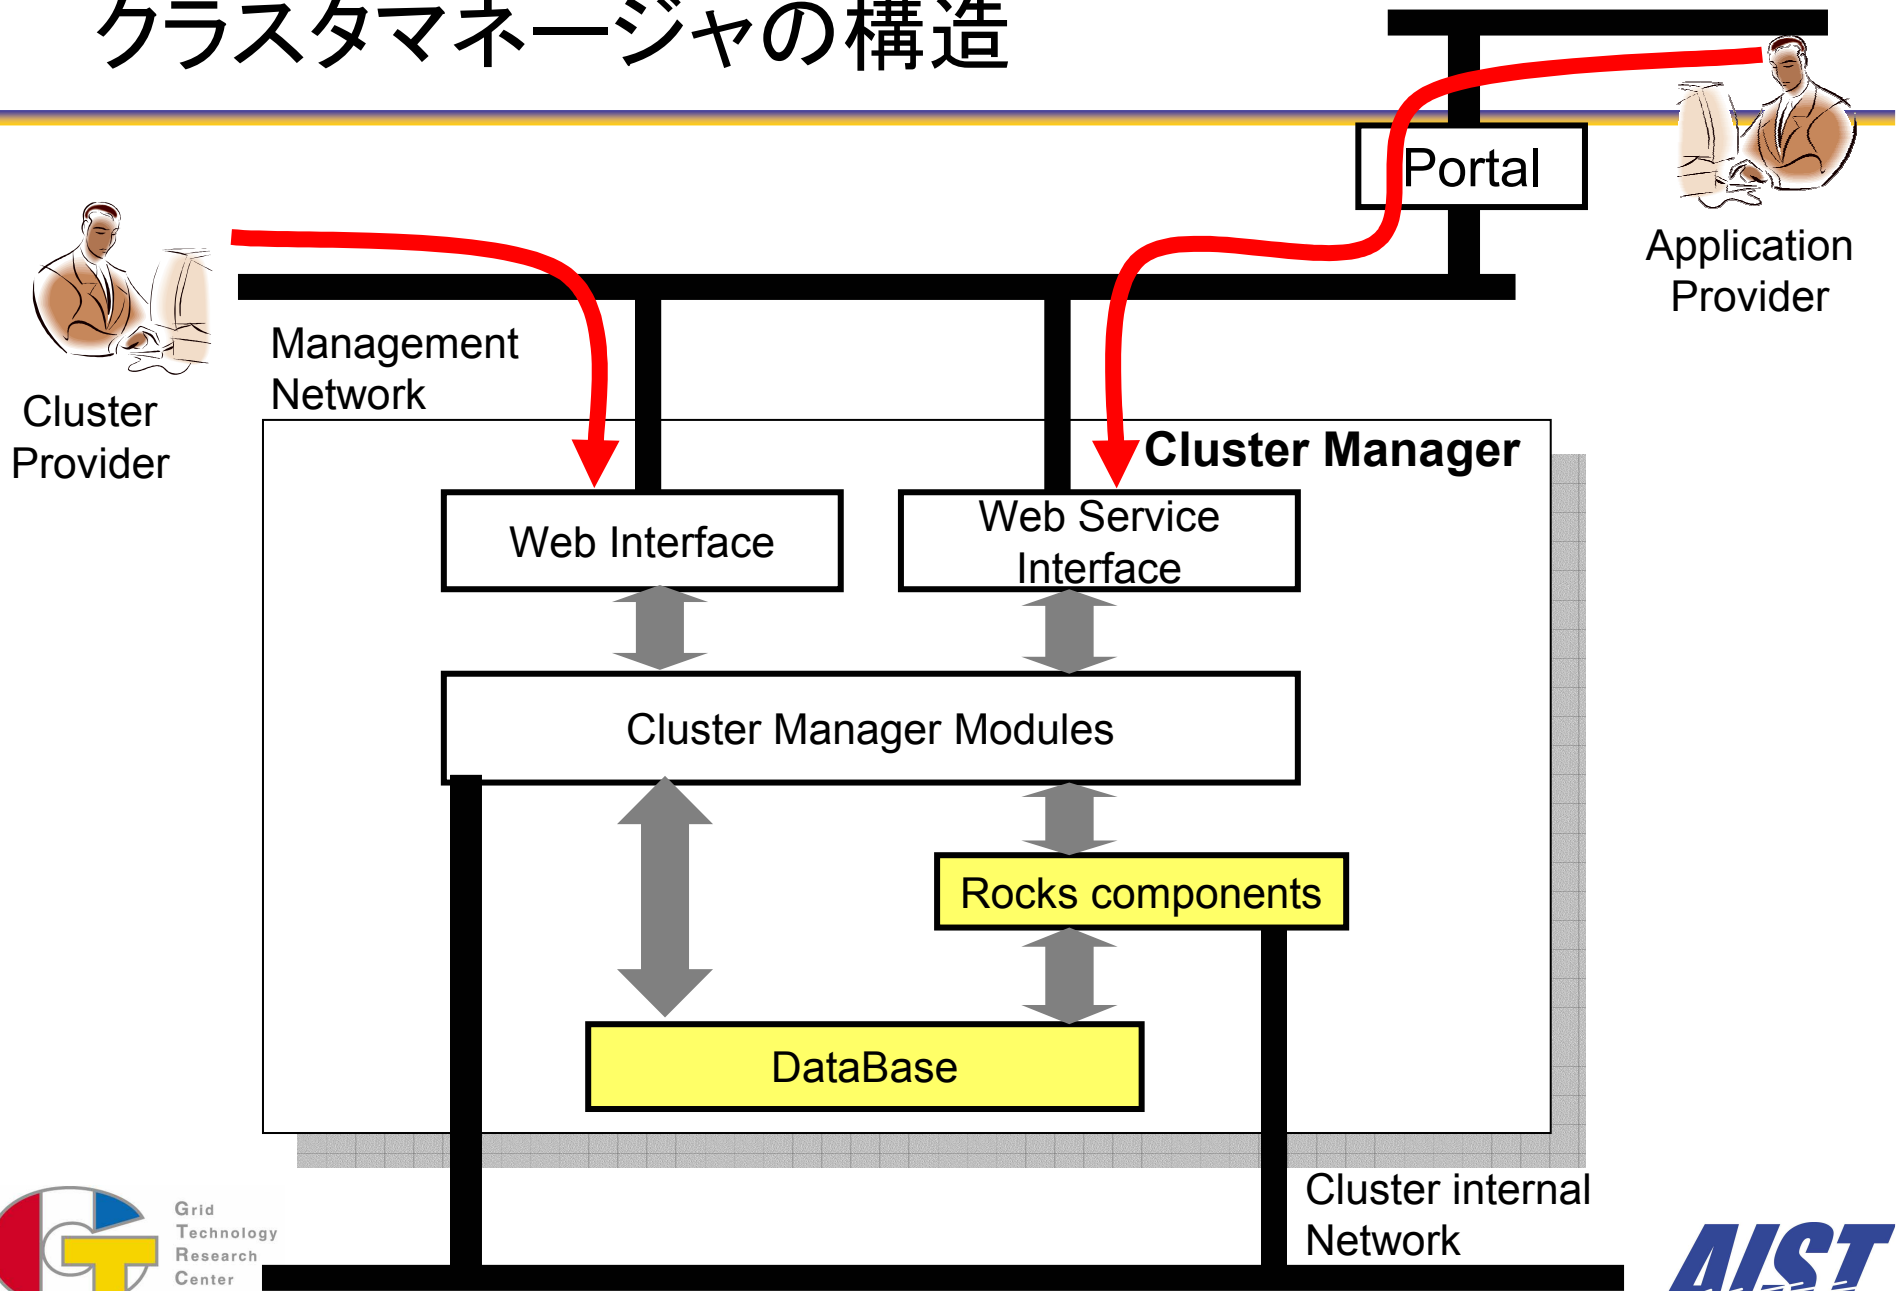 クラスタマネージャの構造
Portal
Application
Provider
Management
Network
Cluster
Provider
Cluster Manager
Web Interface
Web Service
Interface
Cluster Manager Modules
Rocks components
DataBase
Cluster internal
Network
Grid
Technology
Research
Center
AIST